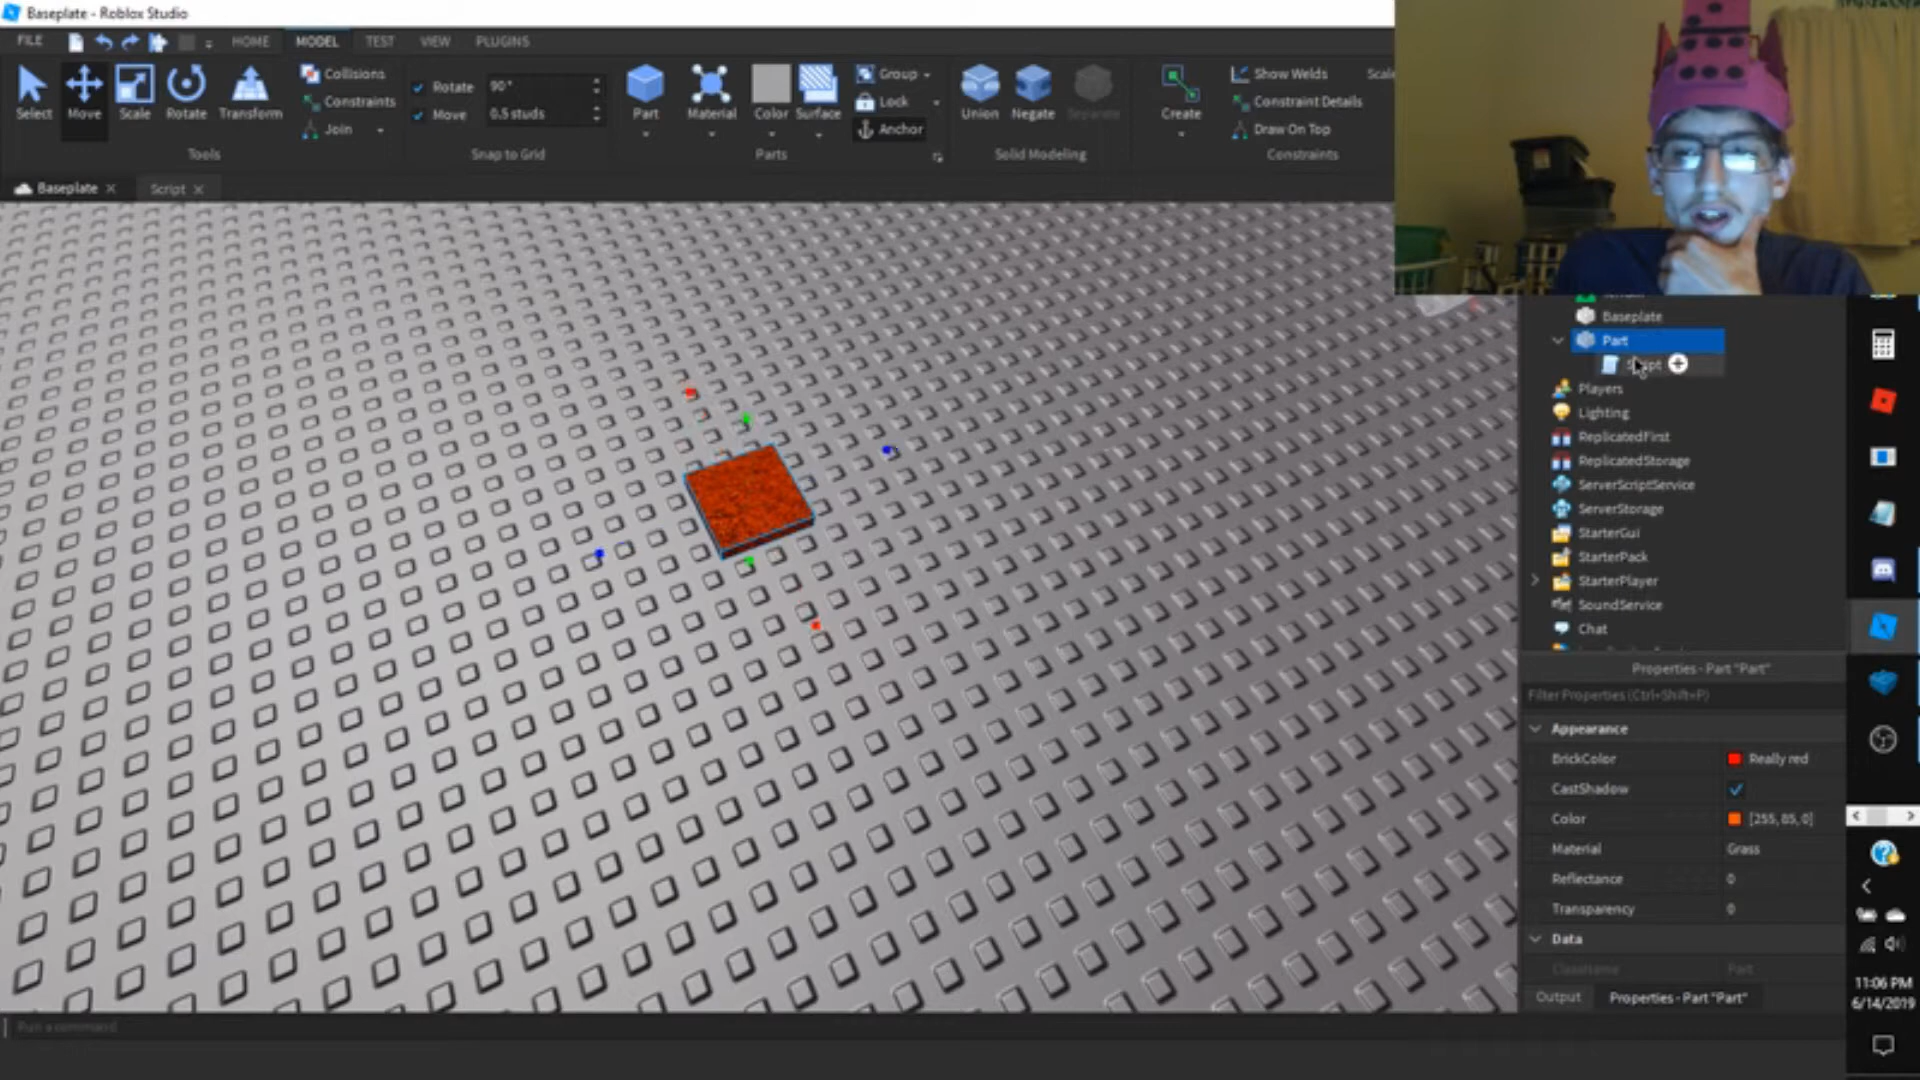 Baseplate - Roblox Studio
FILE HOME MODEL TEST VIEW PLUGINS
Select Move Scale Rotate Transform
Collisions
Constraints
Join
Tools
Rotate 90°
Move 0.5 studs
Snap to Grid
Part Material Color Surface
Group
Lock
Anchor
Parts
Union Negate Separate
Solid Modeling
Create
Show Welds
Constraint Details
Draw On Top
Constraints
Baseplate Script
Baseplate
Part
Players
Lighting
ReplicatedFirst
ReplicatedStorage
ServerScriptService
ServerStorage
StarterGui
StarterPack
StarterPlayer
SoundService
Chat
Properties - Part "Part"
Filter Properties (Ctrl+Shift+P)
Appearance
BrickColor Really red
CastShadow
Color [255, 85, 0]
Material Grass
Reflectance 0
Transparency 0
Data
ClassName Part
Output Properties - Part "Part"
Run a command
11:06 PM
6/14/2019